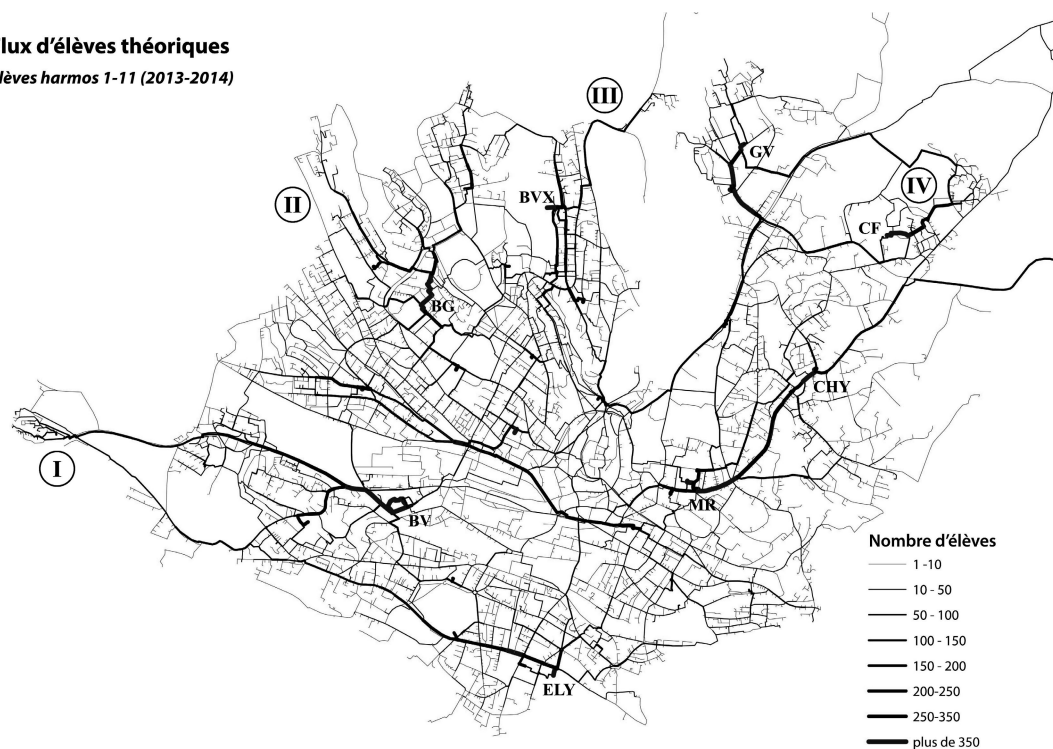 lux d'élèves théoriques
lèves harmos 1-11 (2013-2014)
III
GV
II
BVX
IV
CF
BG
CHY
I
MR
BV
ELY
Nombre d'élèves
1 -10
10 - 50
50 - 100
100 - 150
150 - 200
200-250
250-350
plus de 350